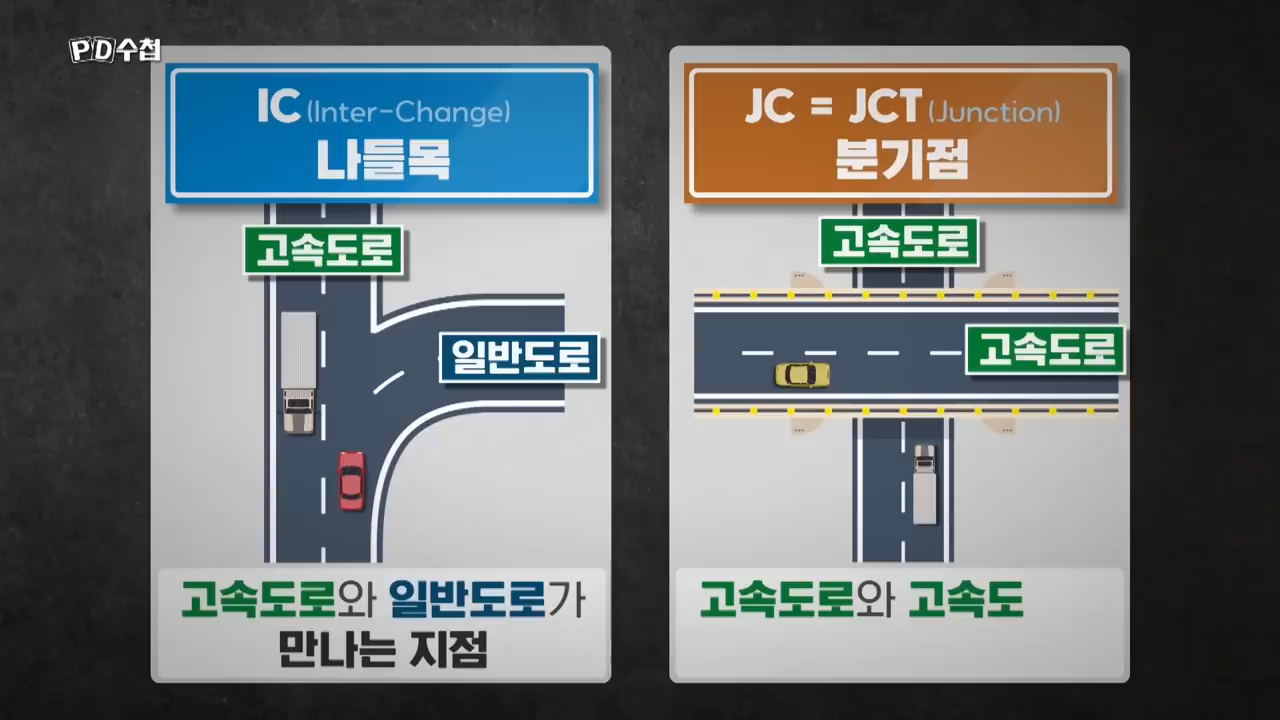 PD수첩
IC (Inter-Change)
나들목
고속도로
일반도로
고속도로와 일반도로가
만나는 지점
JC = JCT (Junction)
분기점
고속도로
고속도로
고속도로와 고속도